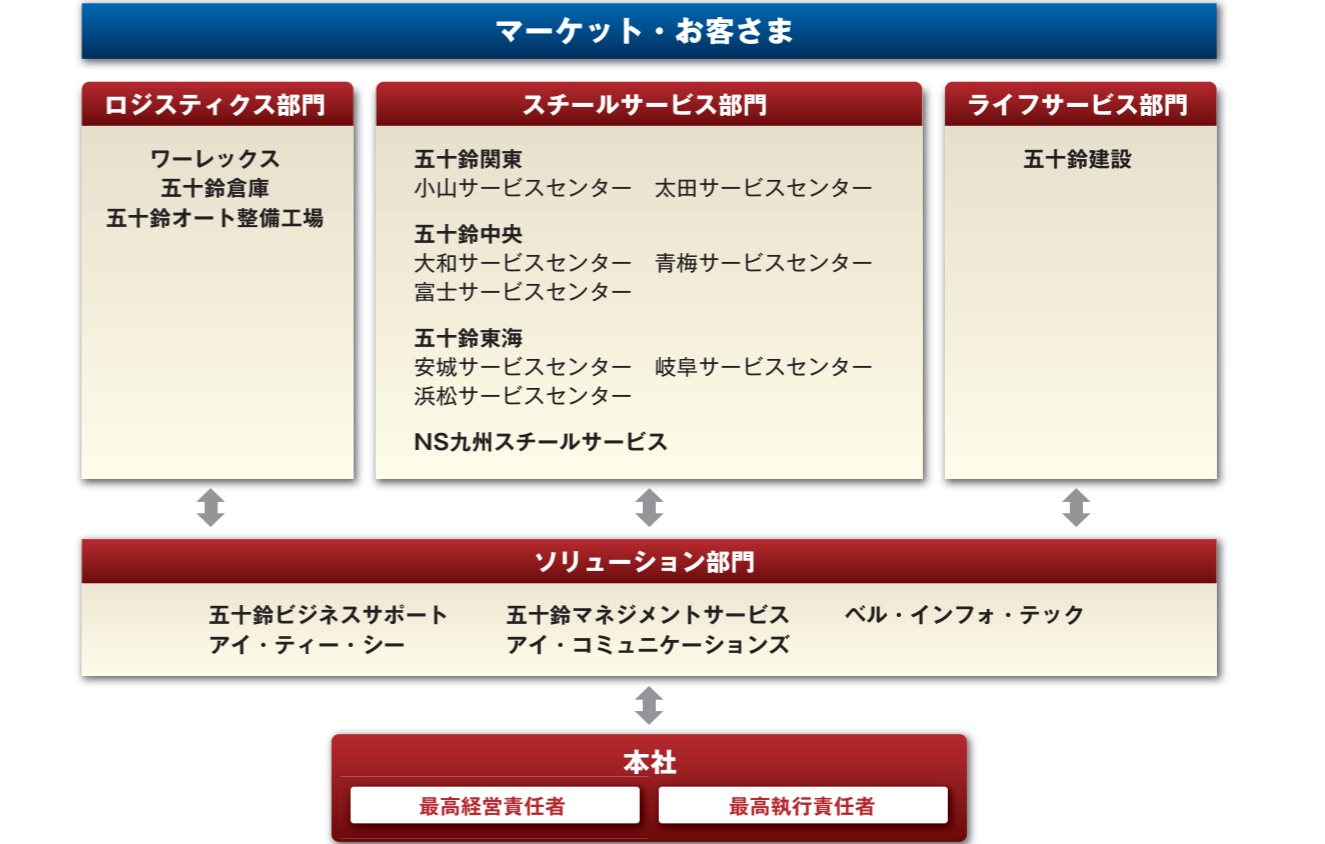 マーケット・お客さま
ロジスティクス部門
ワーレックス
五十鈴倉庫
五十鈴オート整備工場
スチールサービス部門
五十鈴関東
小山サービスセンター　太田サービスセンター
五十鈴中央
大和サービスセンター　青梅サービスセンター
富士サービスセンター
五十鈴東海
安城サービスセンター　岐阜サービスセンター
浜松サービスセンター
NS九州スチールサービス
ライフサービス部門
五十鈴建設
ソリューション部門
五十鈴ビジネスサポート　五十鈴マネジメントサービス　ベル・インフォ・テック
アイ・ティー・シー　アイ・コミュニケーションズ
本社
最高経営責任者　最高執行責任者